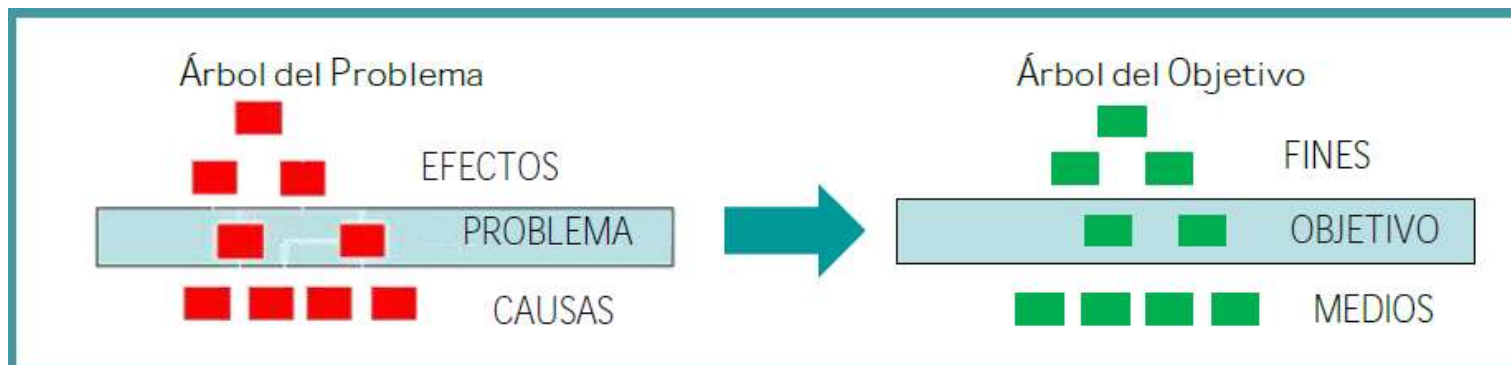 Árbol del Problema
EFECTOS
PROBLEMA
CAUSAS
Árbol del Objetivo
FINES
OBJETIVO
MEDIOS